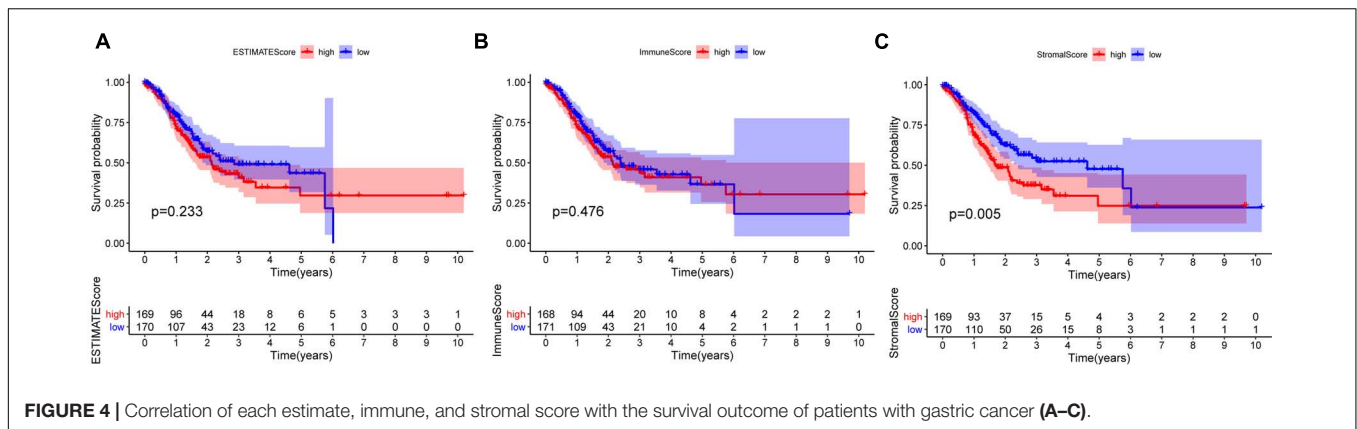 A
ESTIMATEScore high low
Survival probability
1.00
0.75
0.50
0.25
0.00
p=0.233
0 1 2 3 4 5 6 7 8 9 10
Time(years)
ESTIMATEScore
high 169 96 44 18 8 6 5 3 3 3 1
low 170 107 43 23 12 6 1 0 0 0 0
0 1 2 3 4 5 6 7 8 9 10
Time(years)
B
ImmuneScore high low
Survival probability
1.00
0.75
0.50
0.25
0.00
p=0.476
0 1 2 3 4 5 6 7 8 9 10
Time(years)
ImmuneScore
high 168 94 44 20 10 8 4 2 2 2 1
low 171 109 43 21 10 4 2 1 1 1 0
0 1 2 3 4 5 6 7 8 9 10
Time(years)
C
StromalScore high low
Survival probability
1.00
0.75
0.50
0.25
0.00
p=0.005
0 1 2 3 4 5 6 7 8 9 10
Time(years)
StromalScore
high 169 93 37 15 5 4 3 2 2 2 0
low 170 110 50 26 15 8 3 1 1 1 1
0 1 2 3 4 5 6 7 8 9 10
Time(years)
FIGURE 4 | Correlation of each estimate, immune, and stromal score with the survival outcome of patients with gastric cancer (A–C).